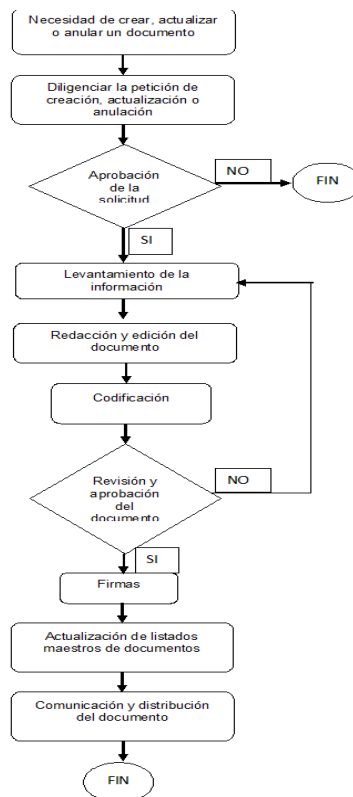 Necesidad de crear, actualizar
o anular un documento
Diligenciar la petición de
creación, actualización o
anulación
Aprobación
de la
solicitud
NO
FIN
SI
Levantamiento de la
información
Redacción y edición del
documento
Codificación
Revisión y
aprobación
del
documento
NO
SI
Firmas
Actualización de listados
maestros de documentos
Comunicación y distribución
del documento
FIN